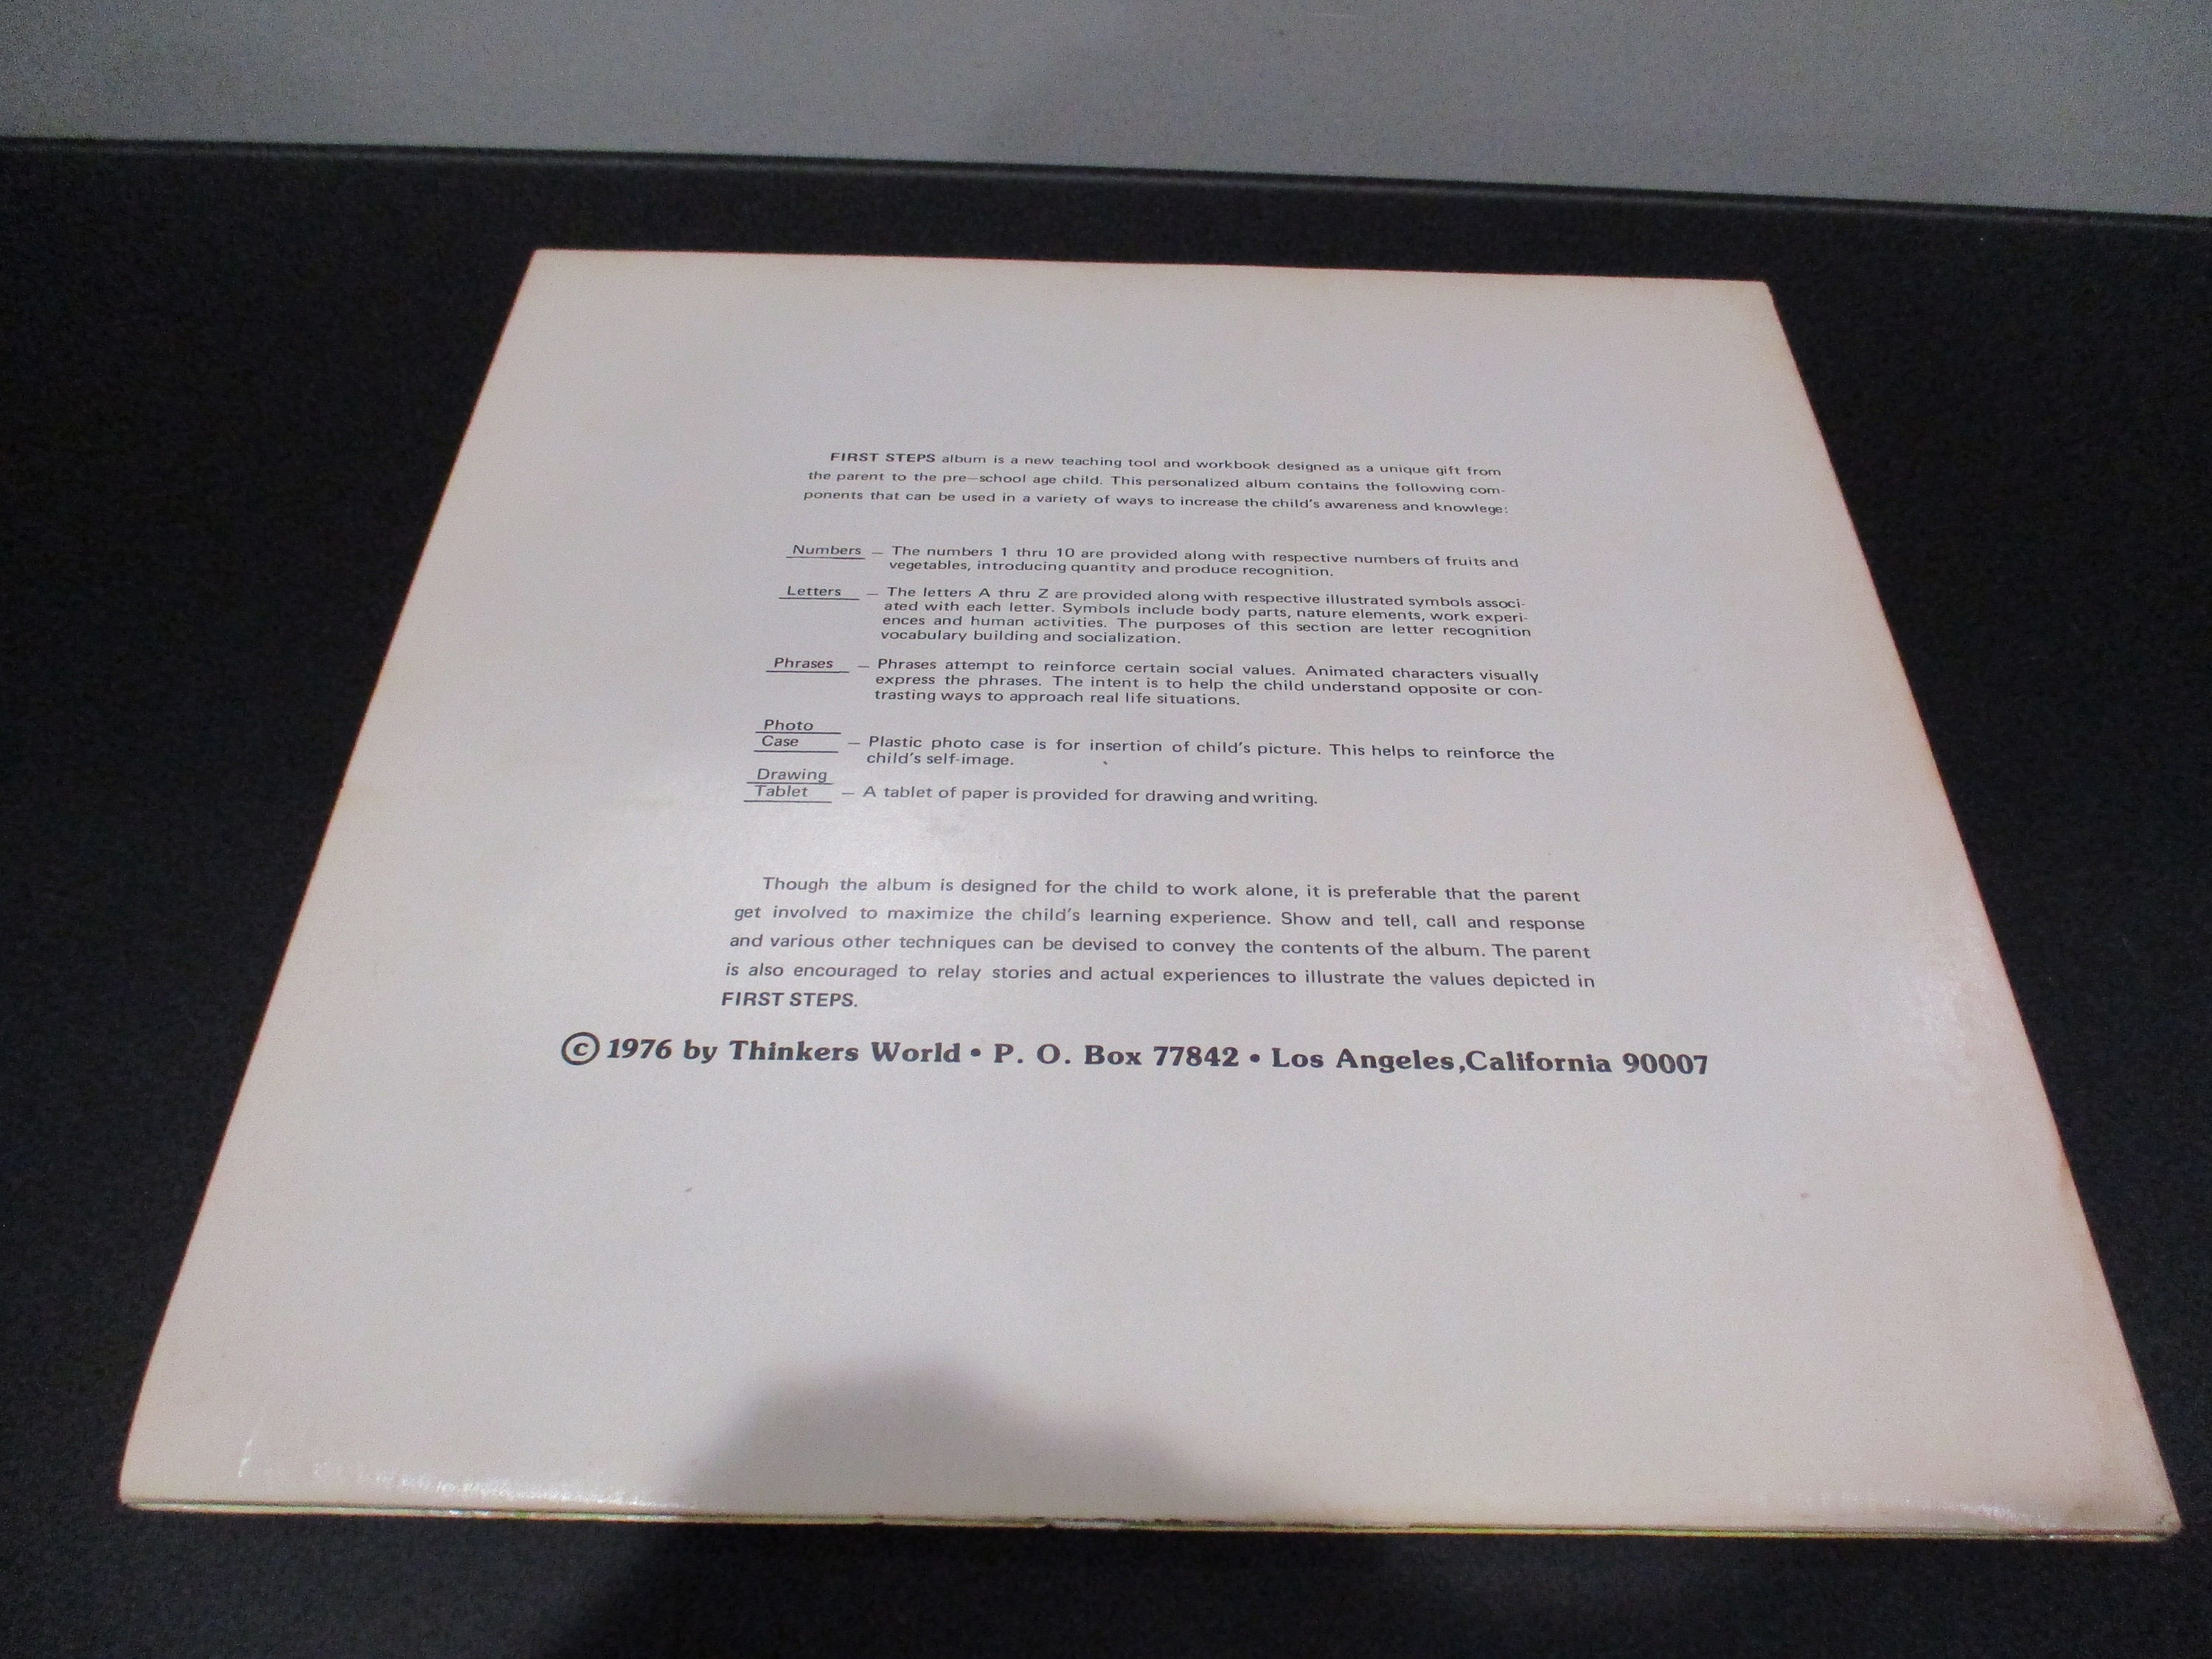 FIRST STEPS album is a new teaching tool and workbook designed as a unique gift from
the parent to the pre—school age child. This personalized album contains the following com-
ponents that can be used in a variety of ways to increase the child's awareness and knowlege:
Numbers — The numbers 1 thru 10 are provided along with respective numbers of fruits and
vegetables, introducing quantity and produce recognition.
Letters — The letters A thru Z are provided along with respective illustrated symbols associ-
ated with each letter. Symbols include body parts, nature elements, work experi-
ences and human activities. The purposes of this section are letter recognition
vocabulary building and socialization.
Phrases — Phrases attempt to reinforce certain social values. Animated characters visually
express the phrases. The intent is to help the child understand opposite or con-
trasting ways to approach real life situations.
Photo
Case — Plastic photo case is for insertion of child's picture. This helps to reinforce the
child's self-image.
Drawing
Tablet — A tablet of paper is provided for drawing and writing.
Though the album is designed for the child to work alone, it is preferable that the parent
get involved to maximize the child's learning experience. Show and tell, call and response
and various other techniques can be devised to convey the contents of the album. The parent
is also encouraged to relay stories and actual experiences to illustrate the values depicted in
FIRST STEPS.
© 1976 by Thinkers World • P. O. Box 77842 • Los Angeles,California 90007